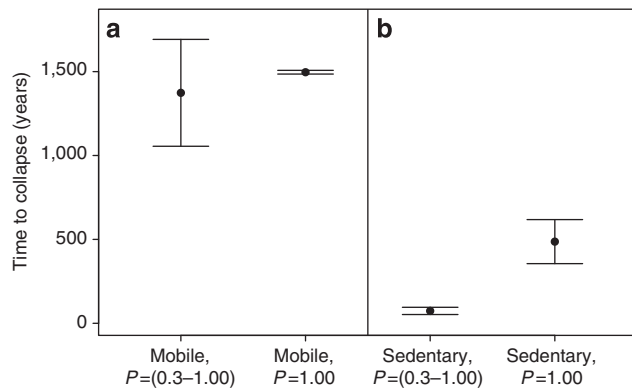 a
b
Time to collapse (years)
1,500
1,000
500
0
Mobile,
P=(0.3–1.00)
Mobile,
P=1.00
Sedentary,
P=(0.3–1.00)
Sedentary,
P=1.00